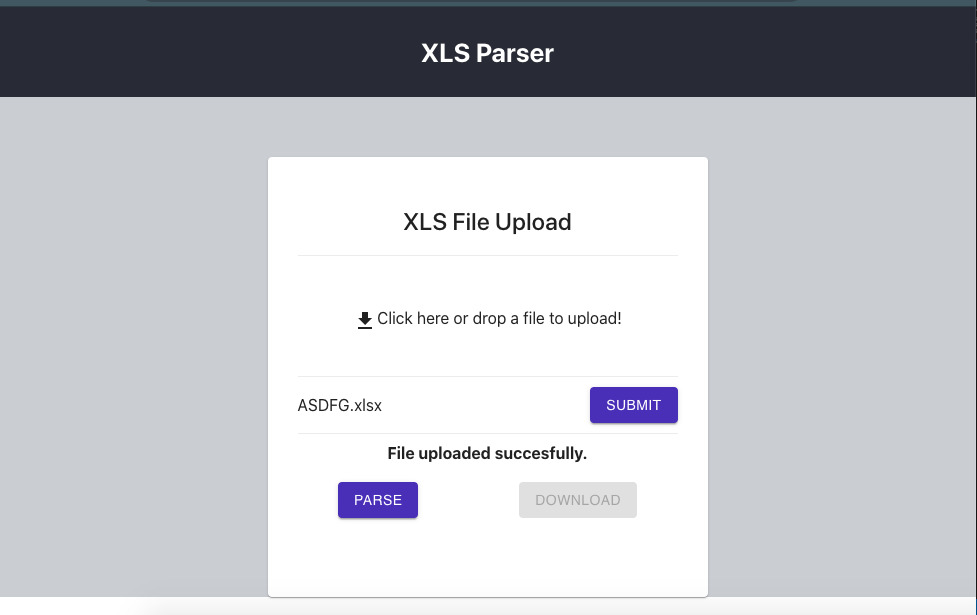 XLS Parser
XLS File Upload
Click here or drop a file to upload!
ASDFG.xlsx
SUBMIT
File uploaded succesfully.
PARSE
DOWNLOAD